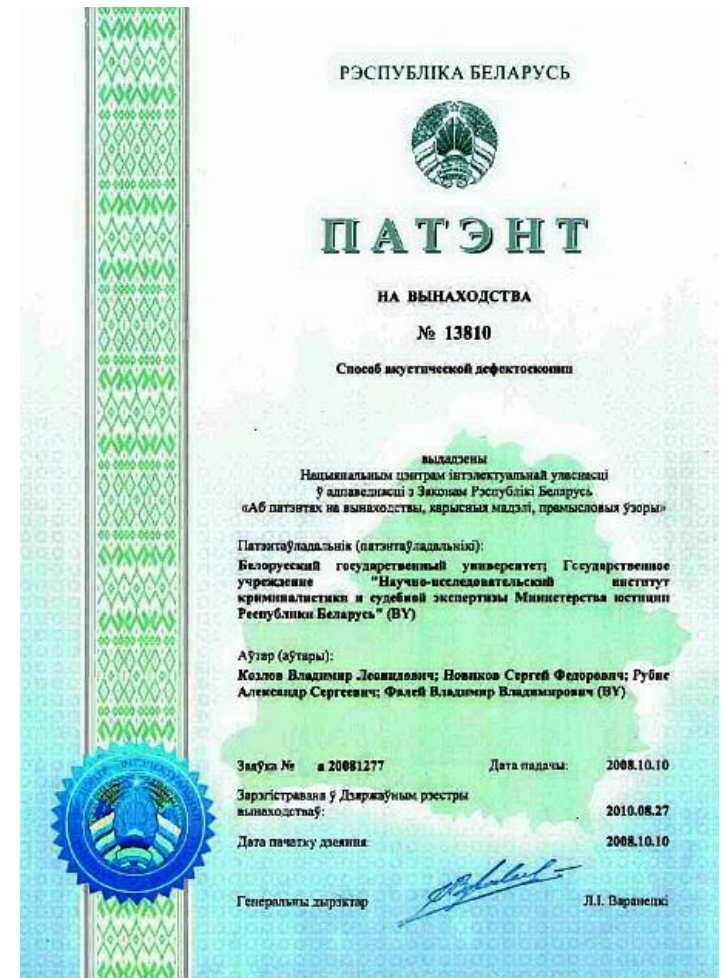 РЭСПУБЛІКА БЕЛАРУСЬ
ПАТЭНТ
НА ВЫНАХОДСТВА
№ 13810
Способ акустической дефектоскопии
выдадзены
Нацыянальным цэнтрам інтэлектуальнай уласнасці
ў адпаведнасці з Законам Рэспублікі Беларусь
«Аб патэнтах на вынаходствы, карысныя мадэлі, прамысловыя ўзоры»
Патэнтаўладальнік (патэнтаўладальнікі):
Белорусский государственный университет; Государственное
учреждение "Научно-исследовательский институт
криминалистики и судебной экспертизы Министерства юстиции
Республики Беларусь" (BY)
Аўтар (аўтары):
Козлов Владимир Леонидович; Новиков Сергей Федорович; Рубис
Александр Сергеевич; Фалей Владимир Владимирович (BY)
Заяўка № а 20081277 Дата падачы: 2008.10.10
Зарэгістравана ў Дзяржаўным рэестры
вынаходстваў: 2010.08.27
Дата пачатку дзеяння: 2008.10.10
Генеральны дырэктар Л.І. Варанецкі